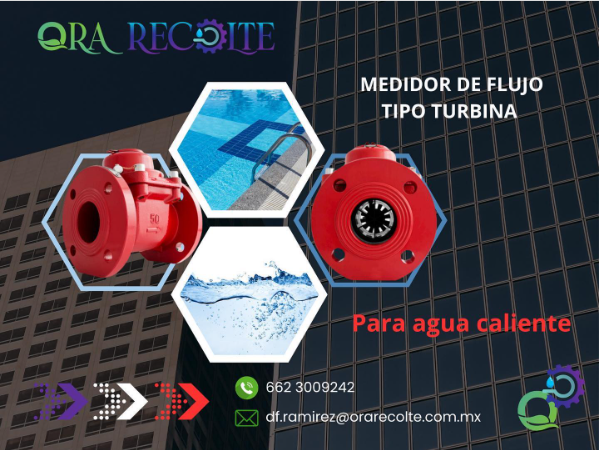 ORA RECOLTE
MEDIDOR DE FLUJO
TIPO TURBINA
50
Para agua caliente
662 3009242
df.ramirez@orarecolte.com.mx